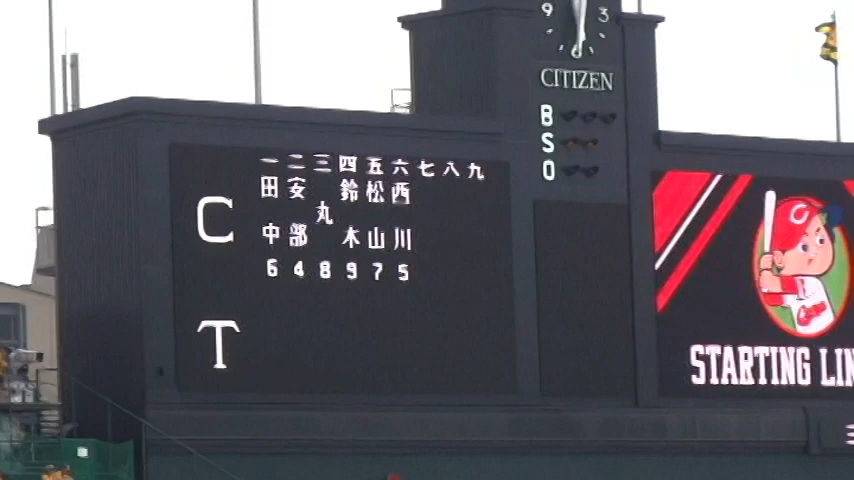 9 3
6
CITIZEN
B
S
O
一 二 三 四 五 六 七 八 九
C 田中 安部 丸 鈴木 松山 西川
6 4 8 9 7 5
T
C
STARTING LIN